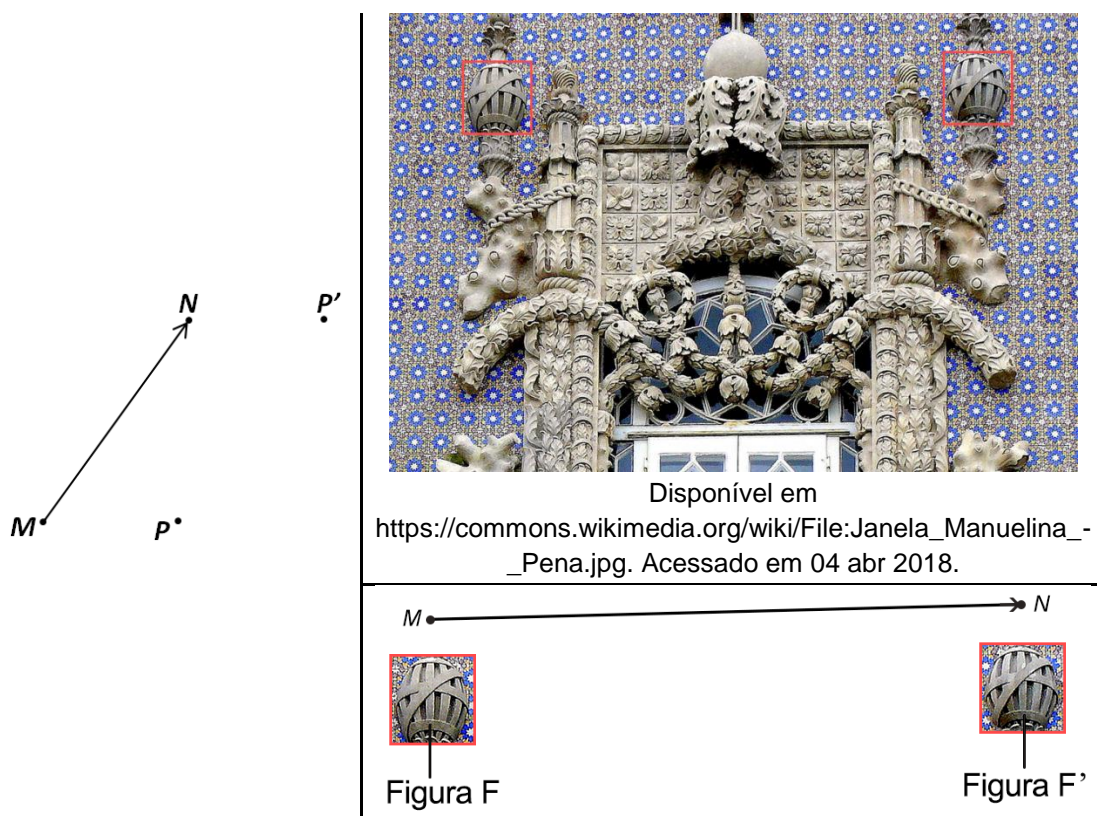 N
P'
M
P
Disponível em
https://commons.wikimedia.org/wiki/File:Janela_Manuelina_-
_Pena.jpg. Acessado em 04 abr 2018.
M
N
Figura F
Figura F’